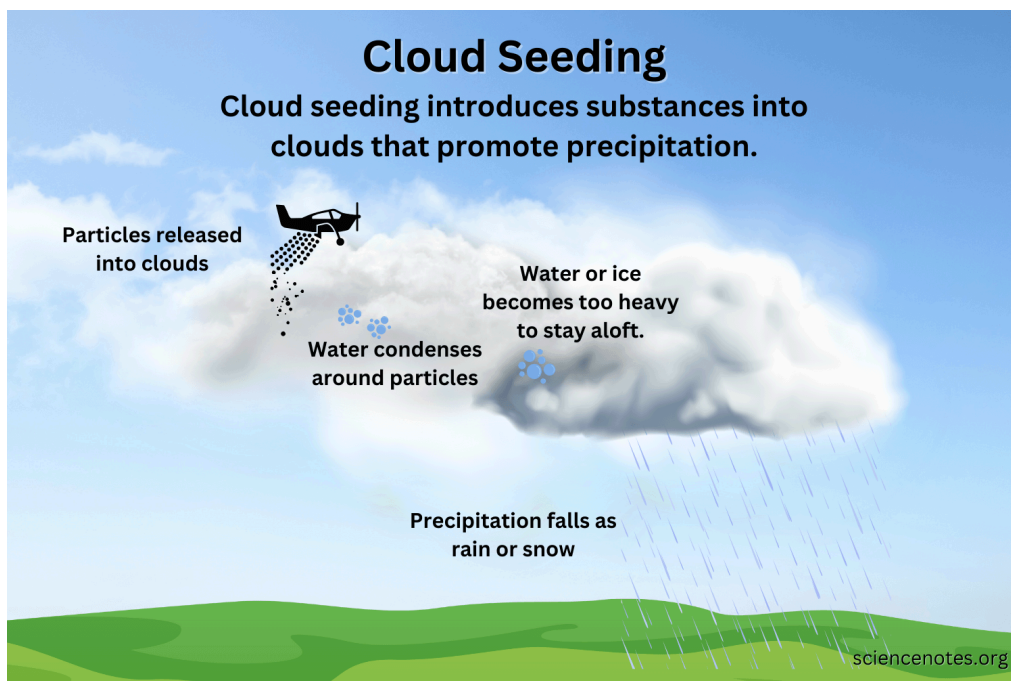 Cloud Seeding
Cloud seeding introduces substances into
clouds that promote precipitation.
Particles released
into clouds
Water or ice
becomes too heavy
to stay aloft.
Water condenses
around particles
Precipitation falls as
rain or snow
sciencenotes.org